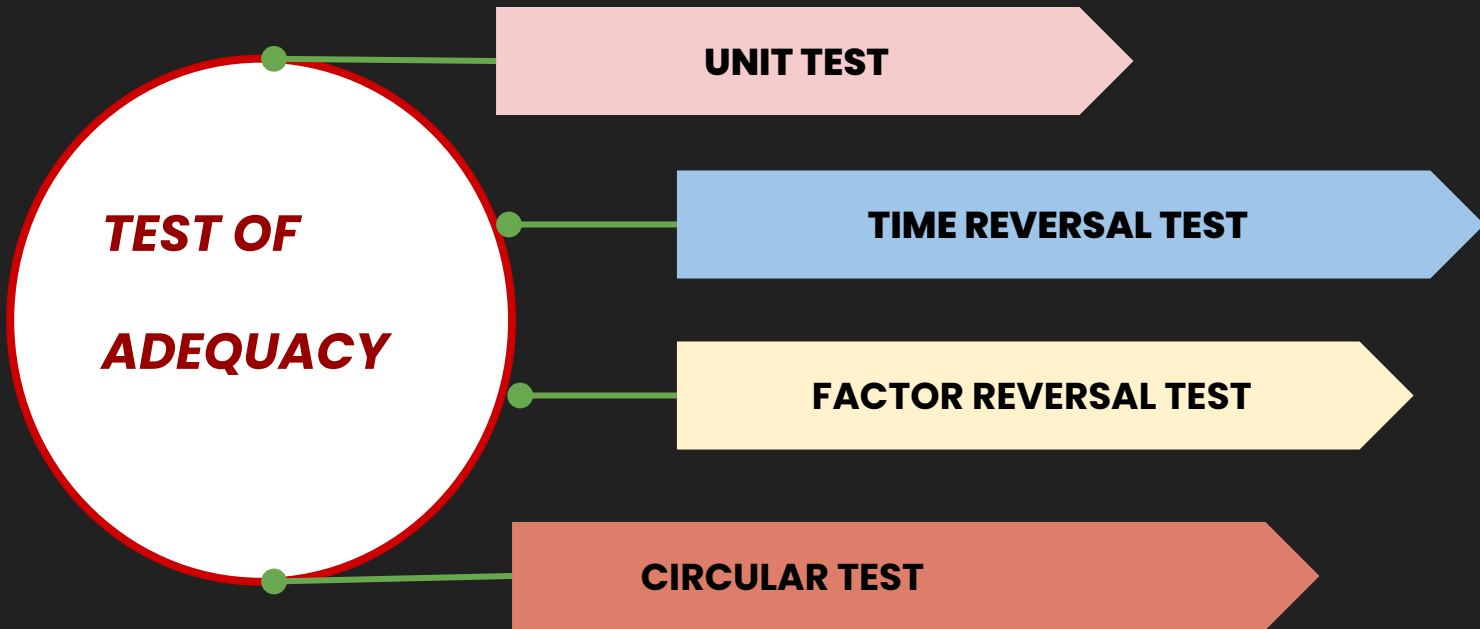 UNIT TEST
TIME REVERSAL TEST
TEST OF
ADEQUACY
FACTOR REVERSAL TEST
CIRCULAR TEST